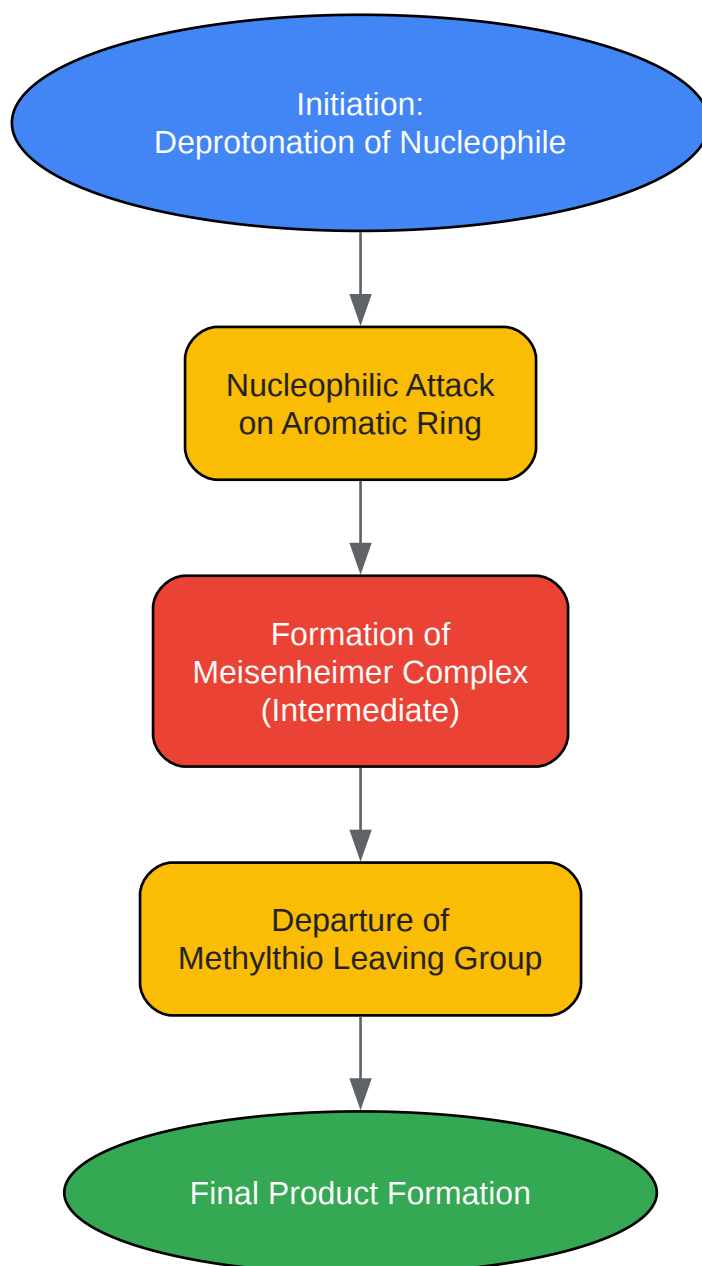 Initiation:
Deprotonation of Nucleophile
Nucleophilic Attack
on Aromatic Ring
Formation of
Meisenheimer Complex
(Intermediate)
Departure of
Methylthio Leaving Group
Final Product Formation